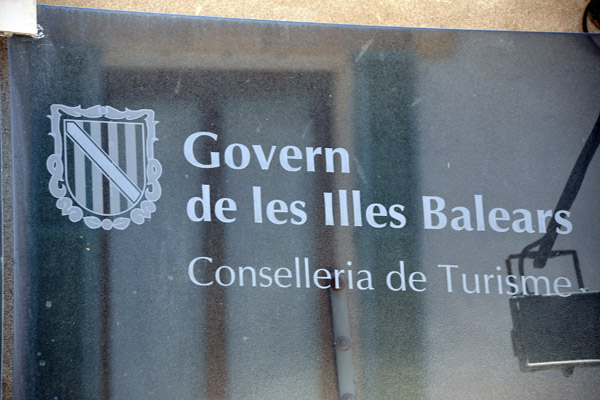 Govern
de les Illes Balears
Conselleria de Turisme